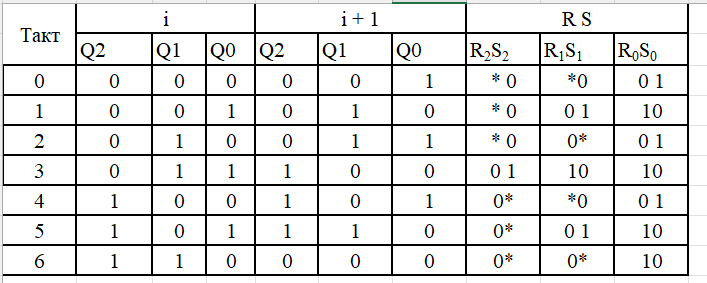 Такт i i + 1 R S
Q2 Q1 Q0 Q2 Q1 Q0 R₂S₂ R₁S₁ R₀S₀
0 0 0 0 0 0 1 * 0 *0 0 1
1 0 0 1 0 1 0 * 0 0 1 10
2 0 1 0 0 1 1 * 0 0* 0 1
3 0 1 1 1 0 0 0 1 10 10
4 1 0 0 1 0 1 0* *0 0 1
5 1 0 1 1 1 0 0* 0 1 10
6 1 1 0 0 0 0 0* 0* 10